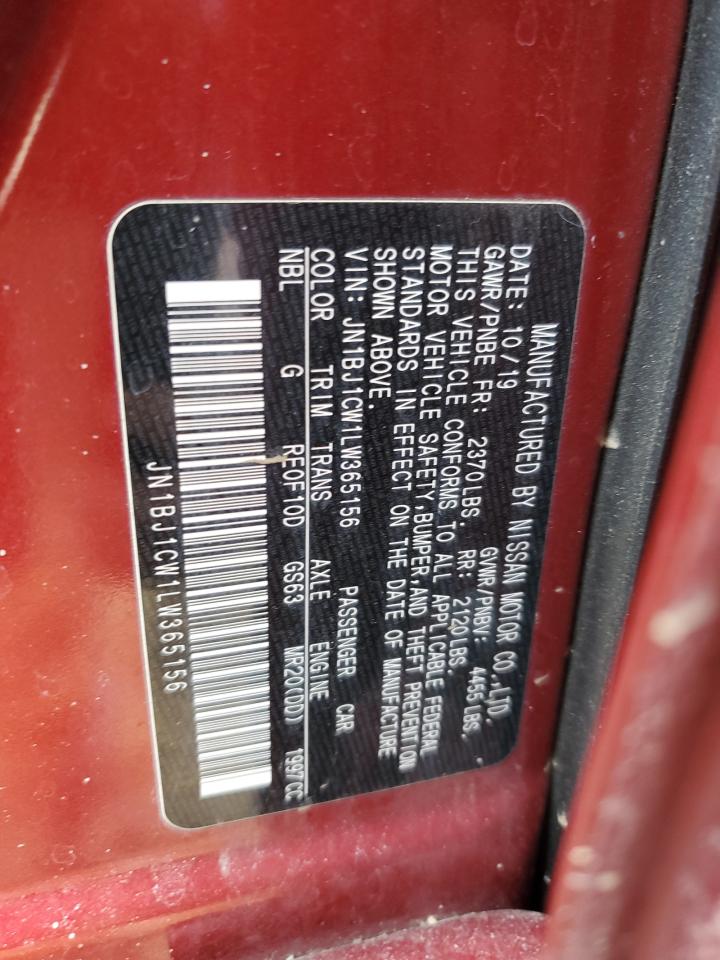 MANUFACTURED BY NISSAN MOTOR CO.,LTD.
DATE: 10/19 GVWR/PNBV: 4455LBS.
GAWR/PNBE FR: 2370LBS. RR: 2120LBS.
THIS VEHICLE CONFORMS TO ALL APPLICABLE FEDERAL
MOTOR VEHICLE SAFETY,BUMPER,AND THEFT PREVENTION
STANDARDS IN EFFECT ON THE DATE OF MANUFACTURE
SHOWN ABOVE.
VIN: JN1BJ1CW1LW365156 PASSENGER CAR
COLOR TRIM TRANS AXLE ENGINE
NBL G RE0F10D GS63 MR20(DD) 1997CC
JN1BJ1CW1LW365156